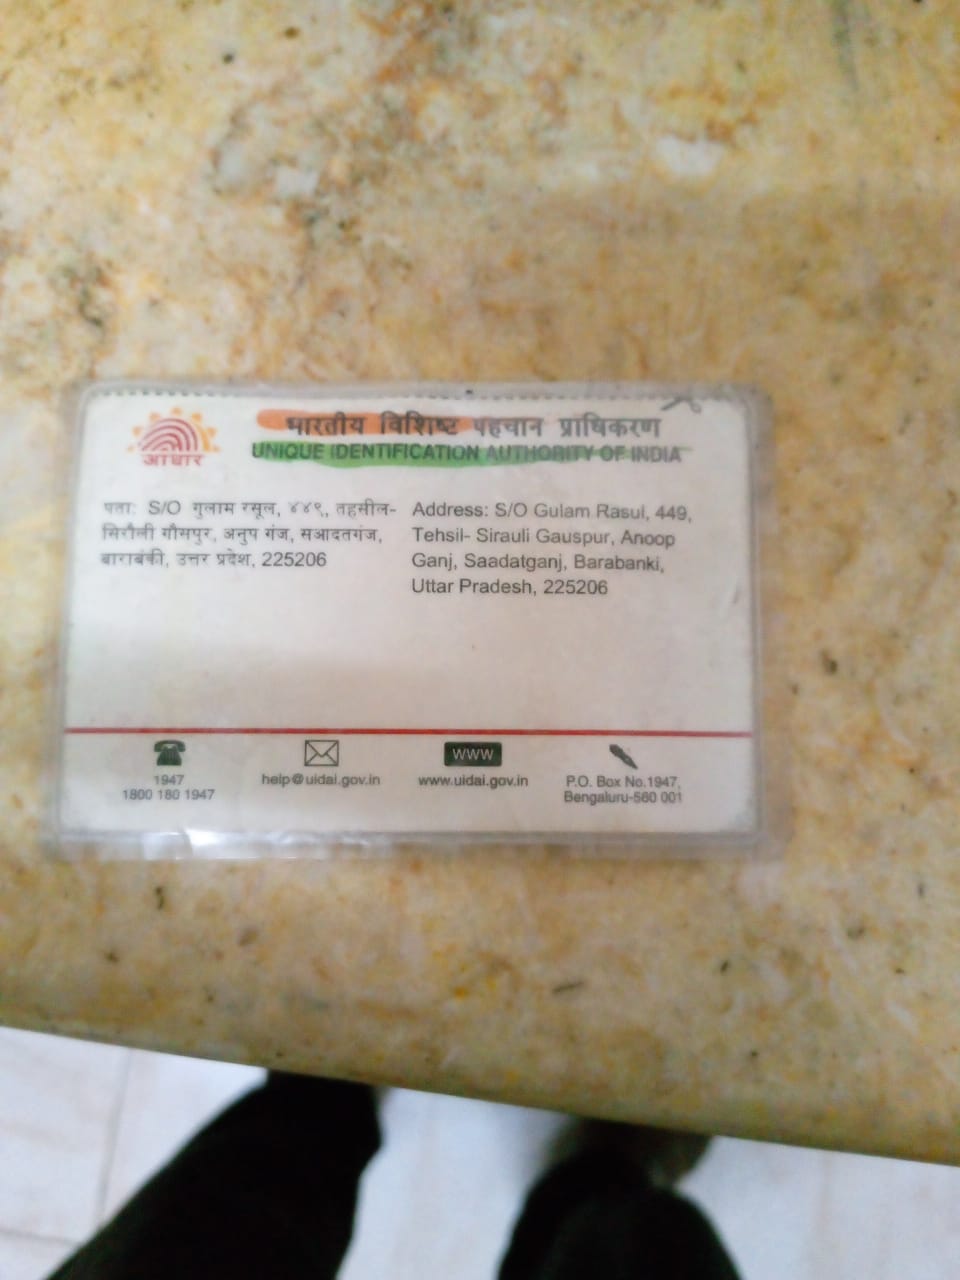 आधार
भारतीय विशिष्ट पहचान प्राधिकरण
UNIQUE IDENTIFICATION AUTHORITY OF INDIA
पता: S/O गुलाम रसूल, ४४९, तहसील-
सिरौली गौसपुर, अनुप गंज, सआदतगंज,
बाराबंकी, उत्तर प्रदेश, 225206
Address: S/O Gulam Rasul, 449,
Tehsil- Sirauli Gauspur, Anoop
Ganj, Saadatganj, Barabanki,
Uttar Pradesh, 225206
1947
1800 180 1947
help@uidai.gov.in
WWW
www.uidai.gov.in
P.O. Box No.1947,
Bengaluru-560 001